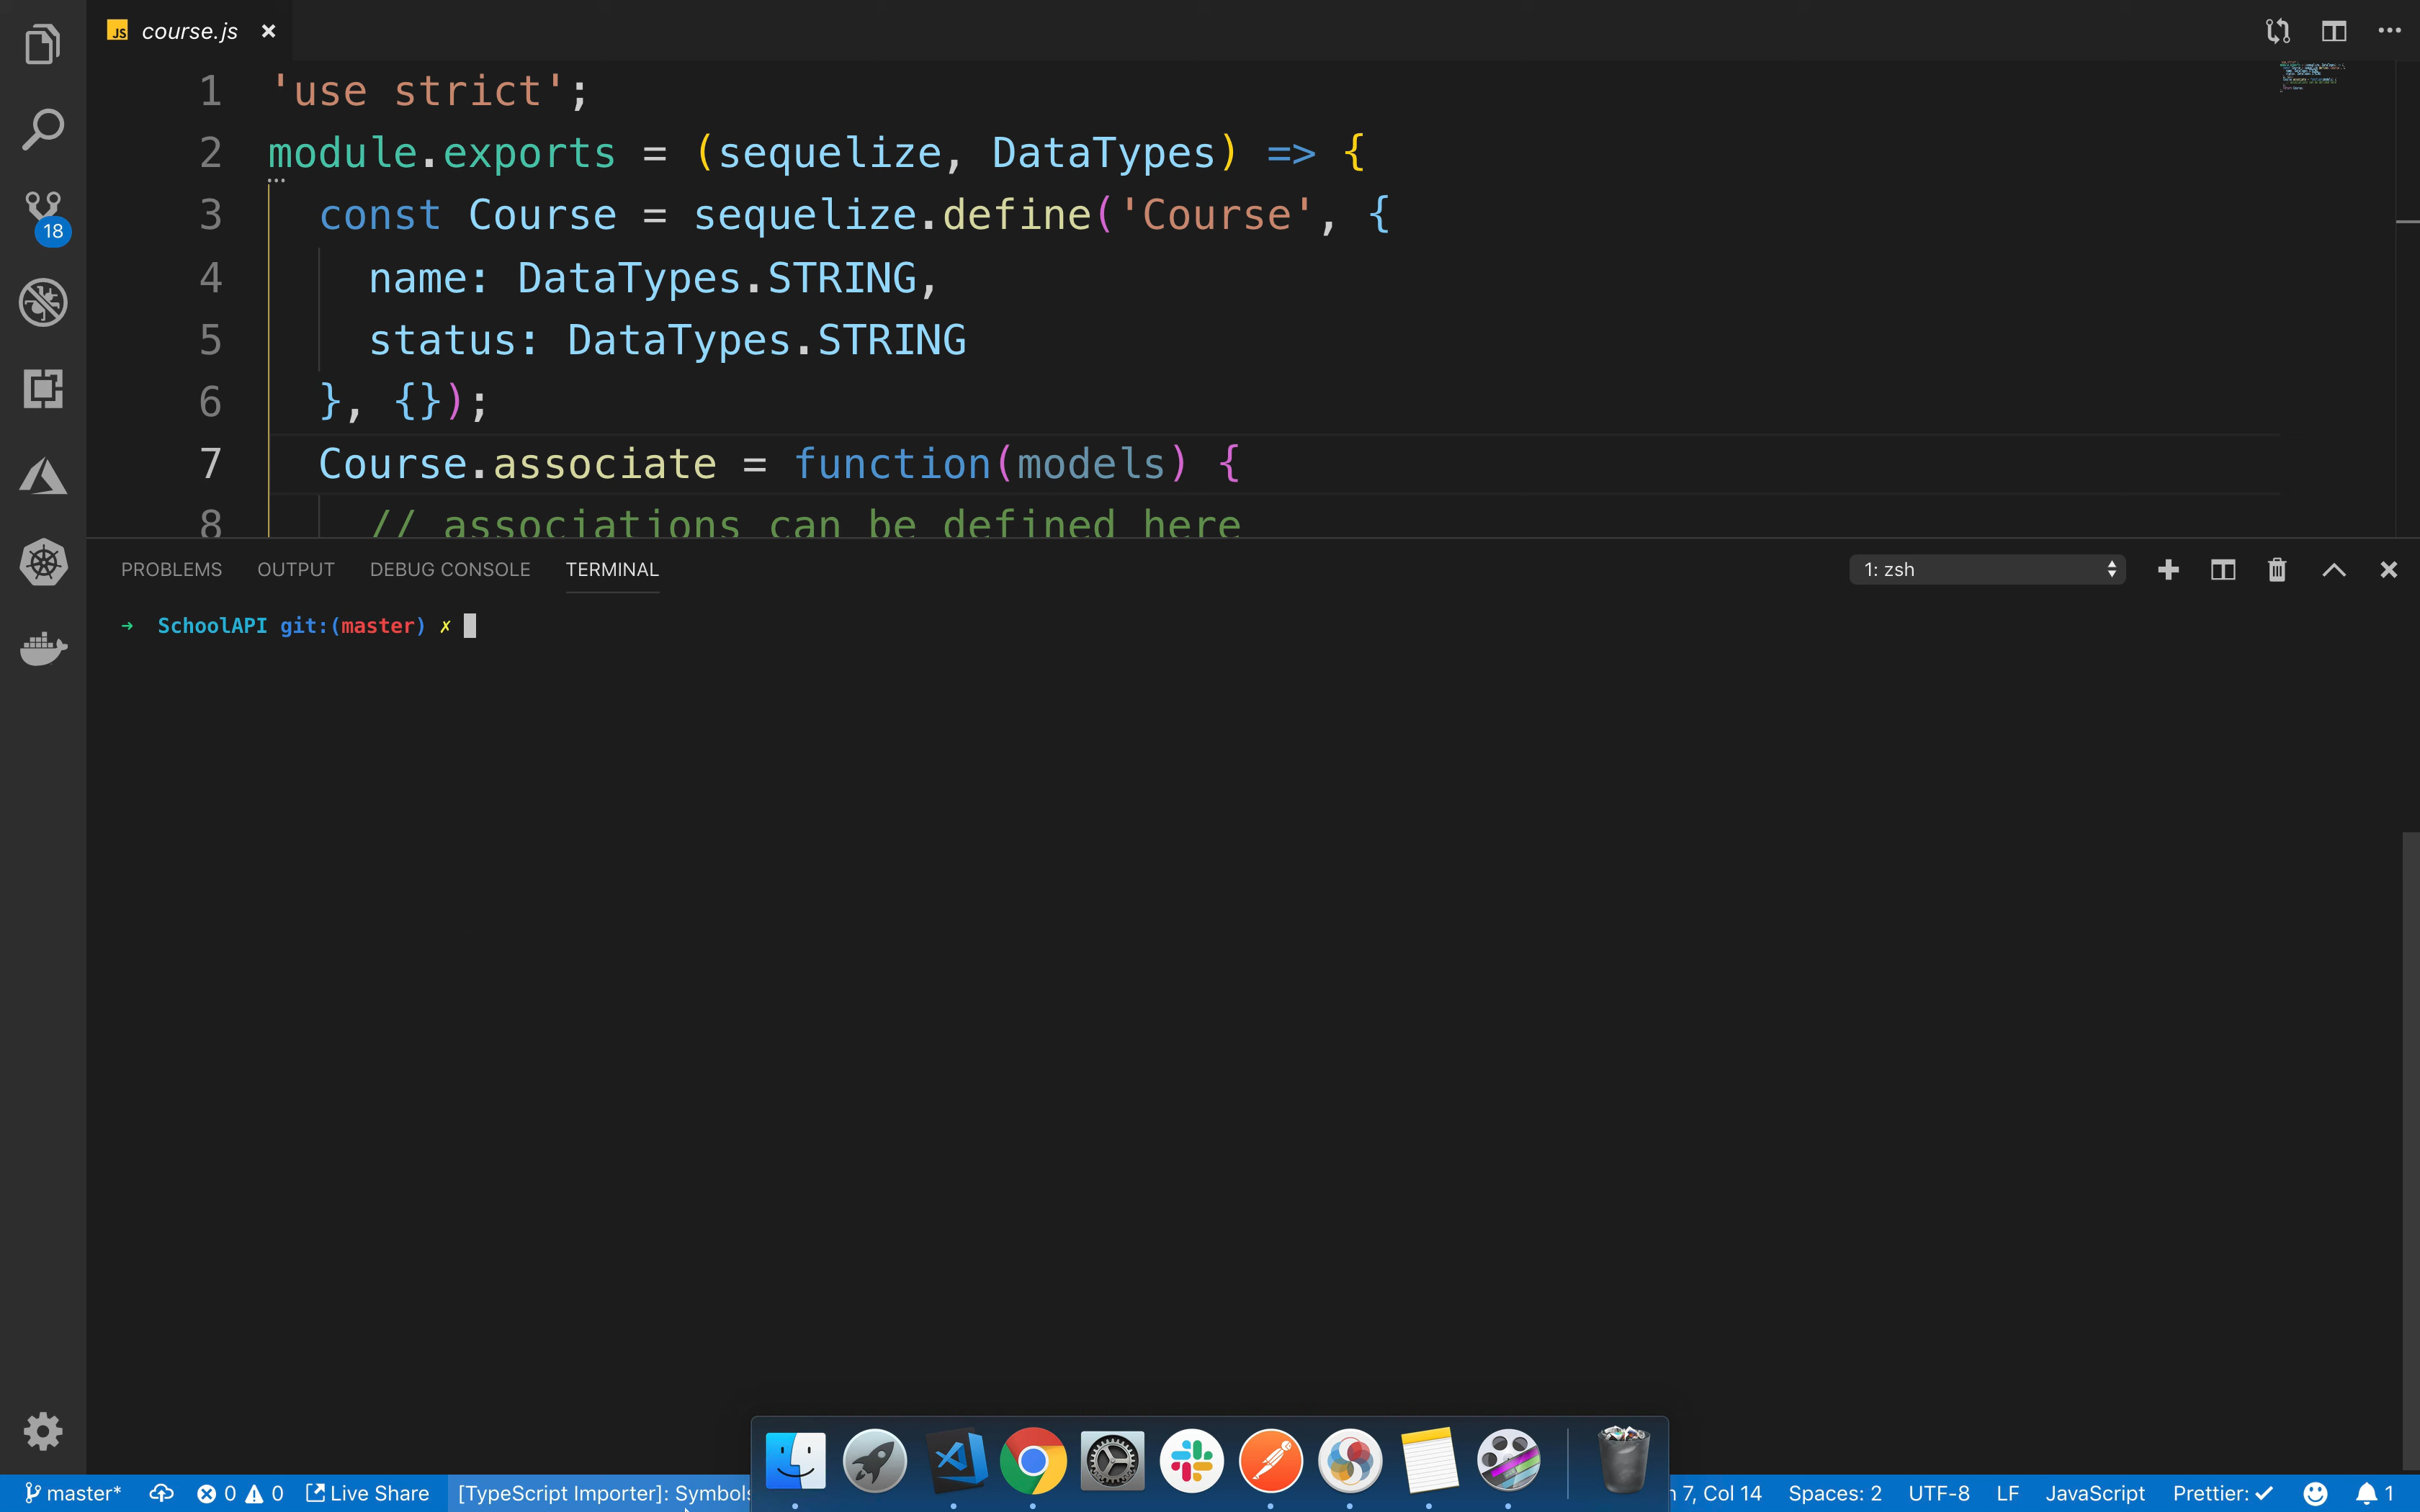 JS course.js
1 'use strict';
2 module.exports = (sequelize, DataTypes) => {
3 const Course = sequelize.define('Course', {
4 name: DataTypes.STRING,
5 status: DataTypes.STRING
6 }, {});
7 Course.associate = function(models) {
8 // associations can be defined here
18
PROBLEMS OUTPUT DEBUG CONSOLE TERMINAL 1: zsh
→ SchoolAPI git:(master) ✗
master* 0 0 Live Share [TypeScript Importer]: Symbols 7, Col 14 Spaces: 2 UTF-8 LF JavaScript Prettier: ✓ 1